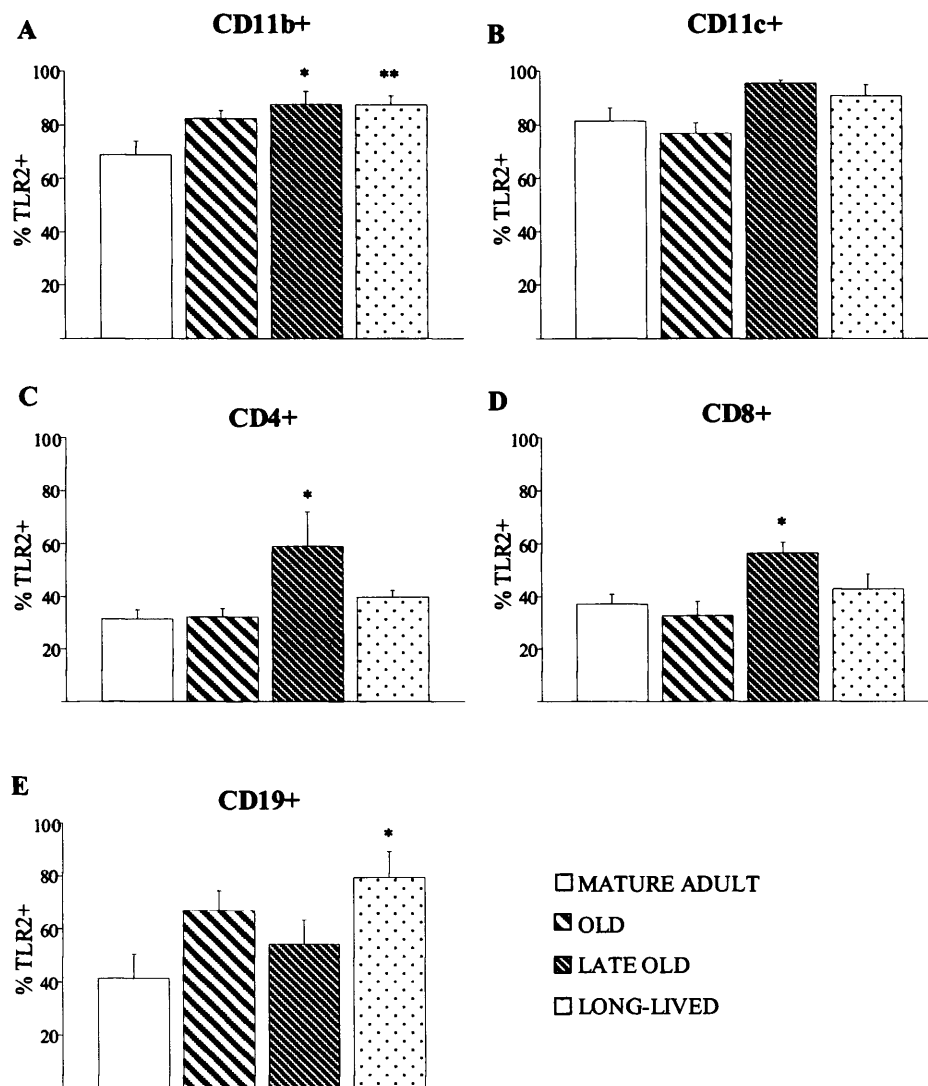 A
CD11b+
100
80
60
40
20
% TLR2+
*
**
B
CD11c+
100
80
60
40
20
% TLR2+
C
CD4+
100
80
60
40
20
% TLR2+
*
D
CD8+
100
80
60
40
20
% TLR2+
*
E
CD19+
100
80
60
40
20
% TLR2+
*
MATURE ADULT
OLD
LATE OLD
LONG-LIVED